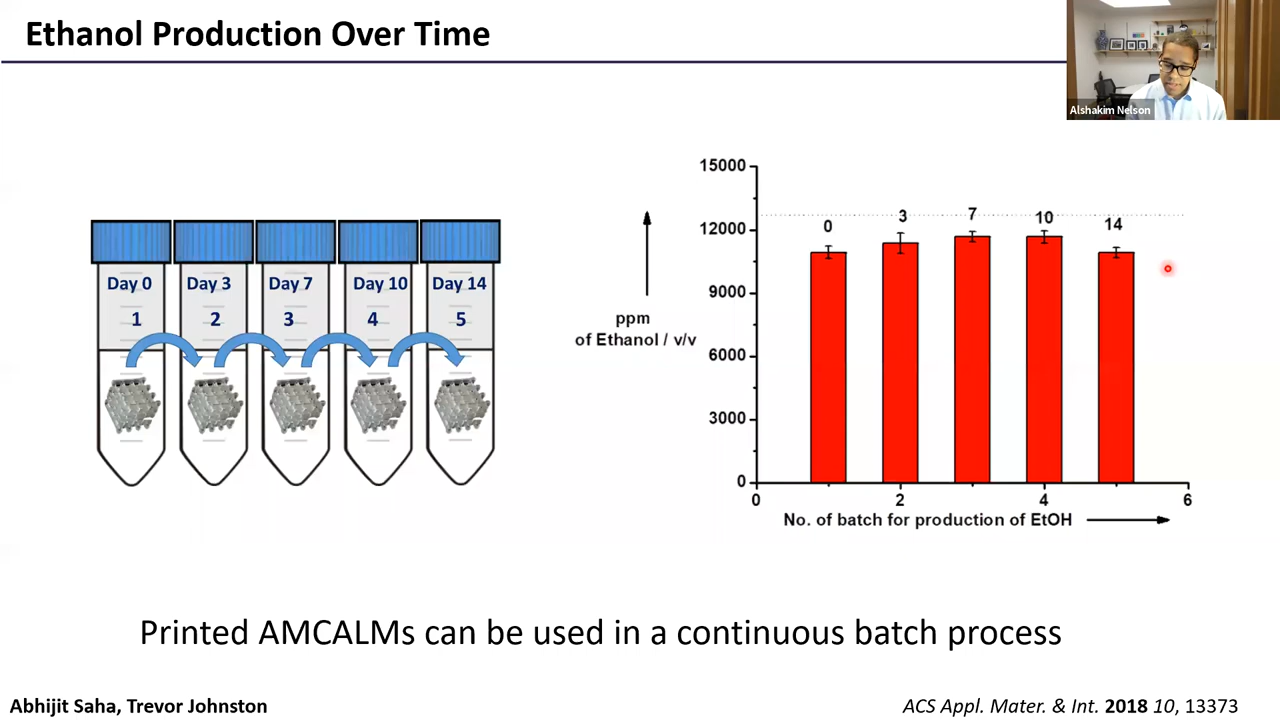 Ethanol Production Over Time
Alshakim Nelson
Day 0 Day 3 Day 7 Day 10 Day 14
1 2 3 4 5
15000
12000
9000
6000
3000
0
ppm
of Ethanol / v/v
0 3 7 10 14
0 2 4 6
No. of batch for production of EtOH
Printed AMCALMs can be used in a continuous batch process
Abhijit Saha, Trevor Johnston
ACS Appl. Mater. & Int. 2018 10, 13373